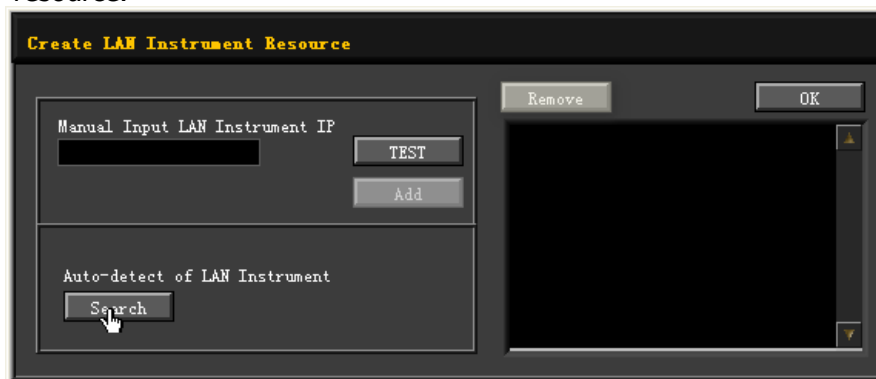 resource.
Create LAN Instrument Resource
Manual Input LAN Instrument IP
TEST
Add
Auto-detect of LAN Instrument
Search
Remove
OK